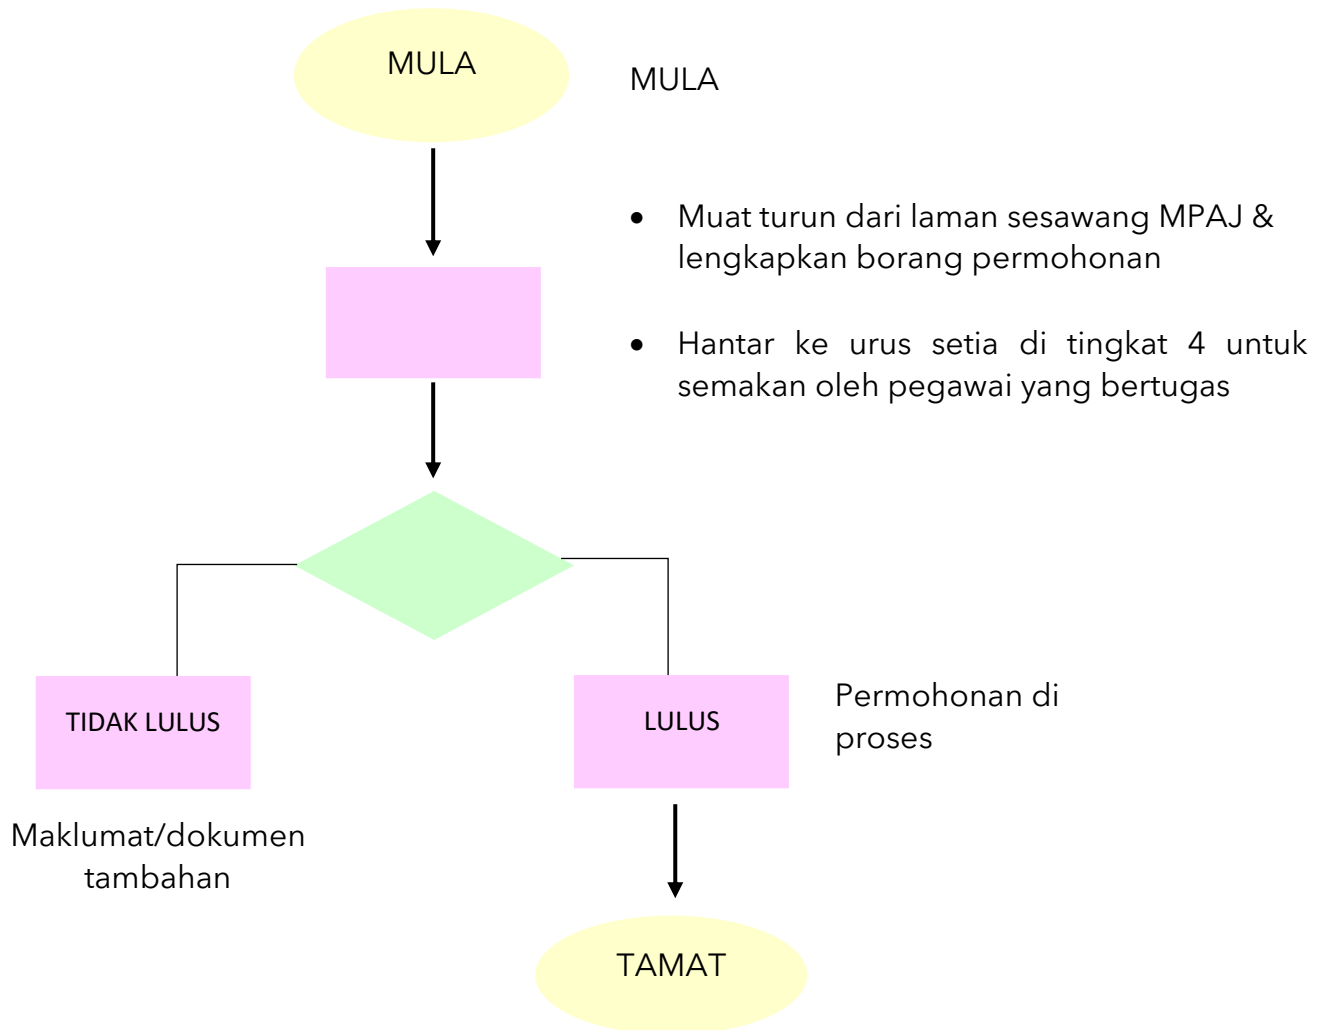 MULA
MULA
• Muat turun dari laman sesawang MPAJ &
lengkapkan borang permohonan
• Hantar ke urus setia di tingkat 4 untuk
semakan oleh pegawai yang bertugas
TIDAK LULUS
LULUS
Permohonan di
proses
Maklumat/dokumen
tambahan
TAMAT